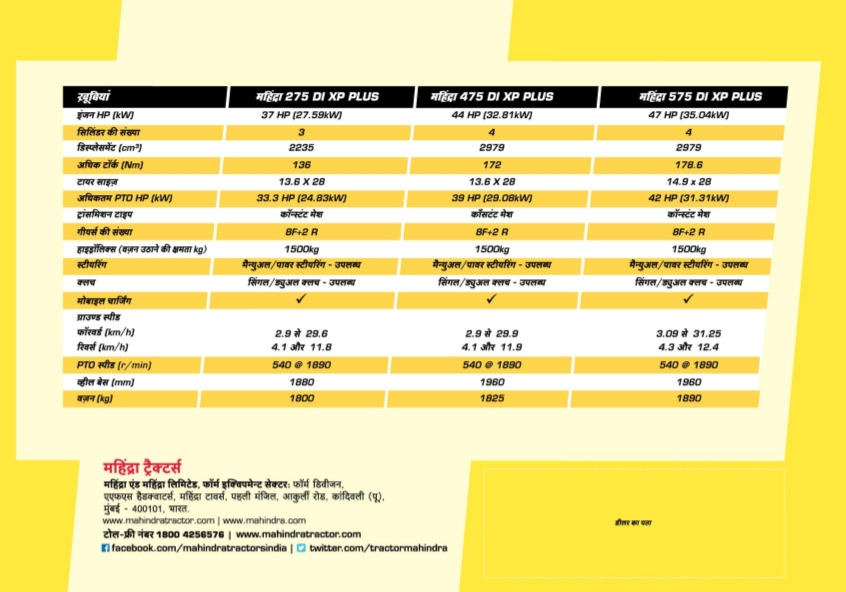 ख़ूबियां महिंद्रा 275 DI XP PLUS महिंद्रा 475 DI XP PLUS महिंद्रा 575 DI XP PLUS
इंजन HP (kW) 37 HP (27.59kW) 44 HP (32.81kW) 47 HP (35.04kW)
सिलिंडर की संख्या 3 4 4
डिस्प्लेसमेंट (cm³) 2235 2979 2979
अधिक टॉर्क (Nm) 136 172 178.6
टायर साइज़ 13.6 X 28 13.6 X 28 14.9 x 28
अधिकतम PTO HP (kW) 33.3 HP (24.83kW) 39 HP (29.08kW) 42 HP (31.31kW)
ट्रांसमिशन टाइप कॉन्स्टंट मेश कॉंसटंट मेश कॉन्स्टंट मेश
गीयर्स की संख्या 8F+2 R 8F+2 R 8F+2 R
हाइड्रॉलिक्स (वज़न उठाने की क्षमता kg) 1500kg 1500kg 1500kg
स्टीयरिंग मैन्युअल/पावर स्टीयरिंग - उपलब्ध मैन्युअल/पावर स्टीयरिंग - उपलब्ध मैन्युअल/पावर स्टीयरिंग - उपलब्ध
क्लच सिंगल/ड्युअल क्लच - उपलब्ध सिंगल/ड्युअल क्लच - उपलब्ध सिंगल/ड्युअल क्लच - उपलब्ध
मोबाइल चार्जिंग ✓ ✓ ✓
ग्राउण्ड स्पीड
फॉरवर्ड (km/h) 2.9 से 29.6 2.9 से 29.9 3.09 से 31.25
रिवर्स (km/h) 4.1 और 11.8 4.1 और 11.9 4.3 और 12.4
PTO स्पीड (r/min) 540 @ 1890 540 @ 1890 540 @ 1890
व्हील बेस (mm) 1880 1960 1960
वज़न (kg) 1800 1825 1890
महिंद्रा ट्रैक्टर्स
महिंद्रा एंड महिंद्रा लिमिटेड, फॉर्म इक्विपमेन्ट सेक्टर: फॉर्म डिवीजन,
एएफएस हैडक्वार्टर्स, महिंद्रा टावर्स, पहली मंजिल, आकुर्ली रोड, कांदिवली (पू),
मुंबई - 400101, भारत.
www.mahindratractor.com | www.mahindra.com
टोल-फ्री नंबर 1800 4256576 | www.mahindratractor.com
facebook.com/mahindratractorsindia | twitter.com/tractormahindra
डीलर का पता